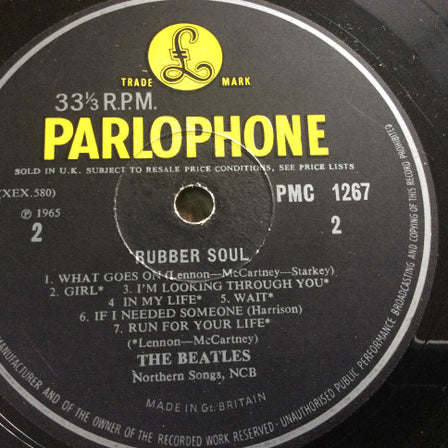 £
TRADE MARK
33⅓ R.P.M.
PARLOPHONE
SOLD IN U.K. SUBJECT TO RESALE PRICE CONDITIONS, SEE PRICE LISTS
(XEX.580)
PMC 1267
℗ 1965
2
2
RUBBER SOUL
1. WHAT GOES ON (Lennon—McCartney—Starkey)
2. GIRL* 3. I'M LOOKING THROUGH YOU*
4 IN MY LIFE* 5. WAIT*
6. IF I NEEDED SOMEONE (Harrison)
7. RUN FOR YOUR LIFE*
(*Lennon—McCartney)
THE BEATLES
Northern Songs, NCB
MADE IN Gt. BRITAIN
MANUFACTURER AND OF THE OWNER OF THE RECORDED WORK RESERVED · UNAUTHORISED PUBLIC PERFORMANCE BROADCASTING AND COPYING OF THIS RECORD PROHIBITED